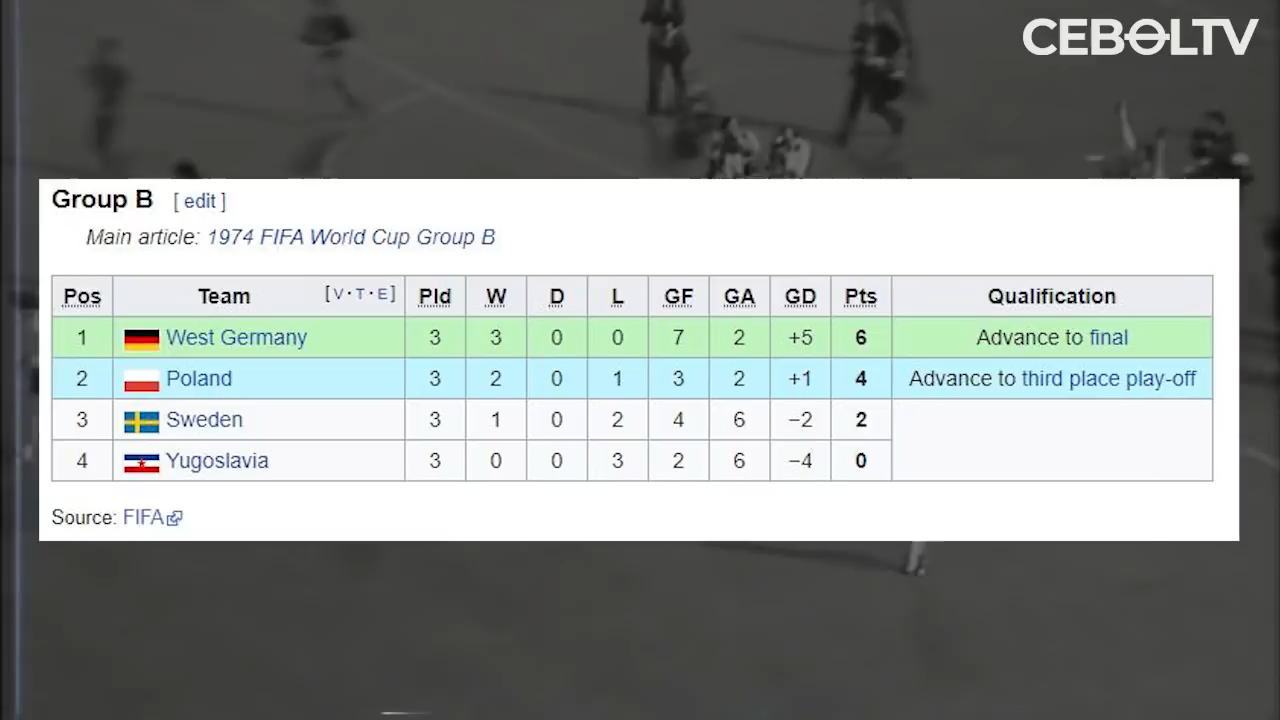 CEBOLTV
Group B [ edit ]
Main article: 1974 FIFA World Cup Group B
Pos Team [V·T·E] Pld W D L GF GA GD Pts Qualification
1 West Germany 3 3 0 0 7 2 +5 6 Advance to final
2 Poland 3 2 0 1 3 2 +1 4 Advance to third place play-off
3 Sweden 3 1 0 2 4 6 −2 2
4 Yugoslavia 3 0 0 3 2 6 −4 0
Source: FIFA